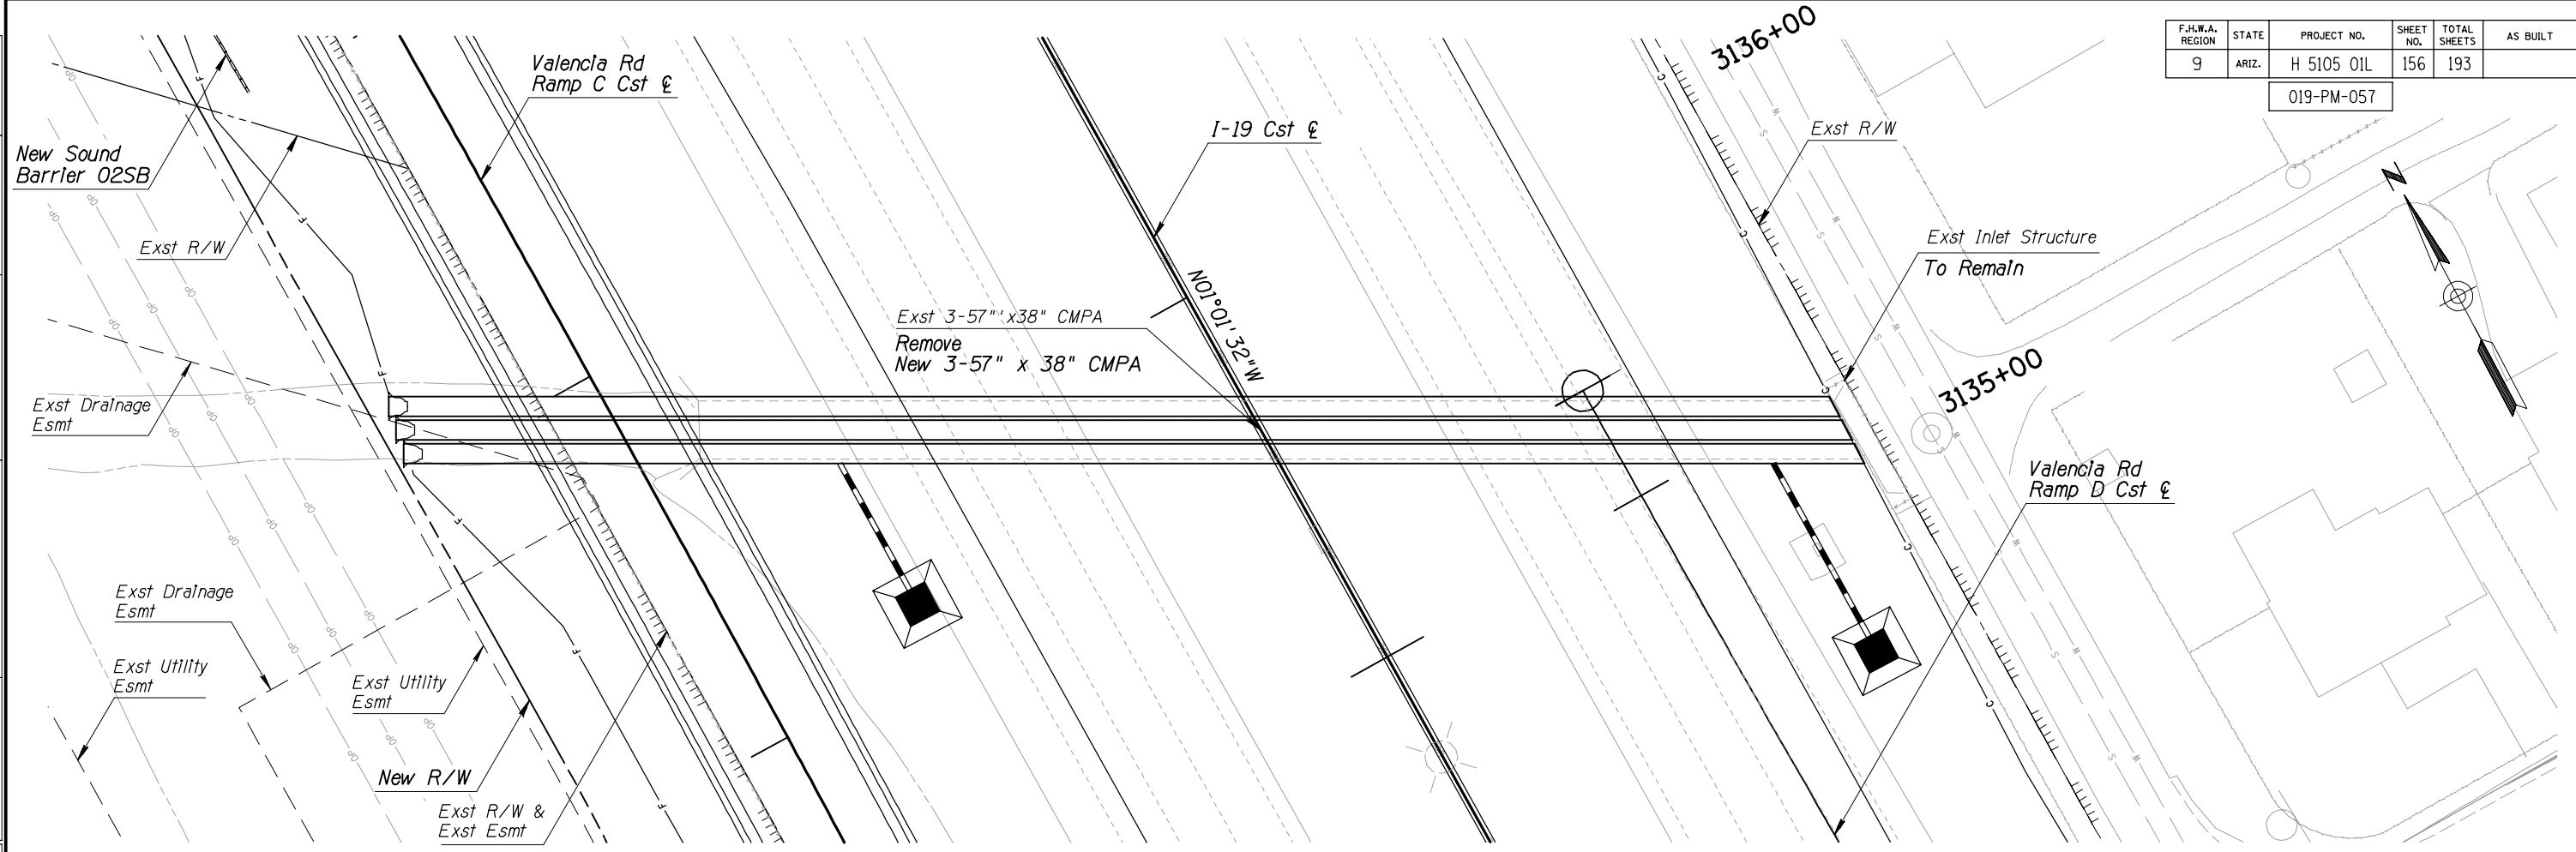 F.H.W.A. REGION
STATE
PROJECT NO.
SHEET NO.
TOTAL SHEETS
AS BUILT
9
ARIZ.
H 5105 01L
156
193
019-PM-057
3136+00
Valencia Rd
Ramp C Cst ℄
I-19 Cst ℄
Exst R/W
New Sound
Barrier 02SB
Exst R/W
N
Exst Inlet Structure
To Remain
N01°01'32"W
Exst 3-57"'x38" CMPA
Remove
New 3-57" x 38" CMPA
3135+00
Exst Drainage
Esmt
Valencia Rd
Ramp D Cst ℄
Exst Drainage
Esmt
Exst Utility
Esmt
Exst Utility
Esmt
New R/W
Exst R/W &
Exst Esmt